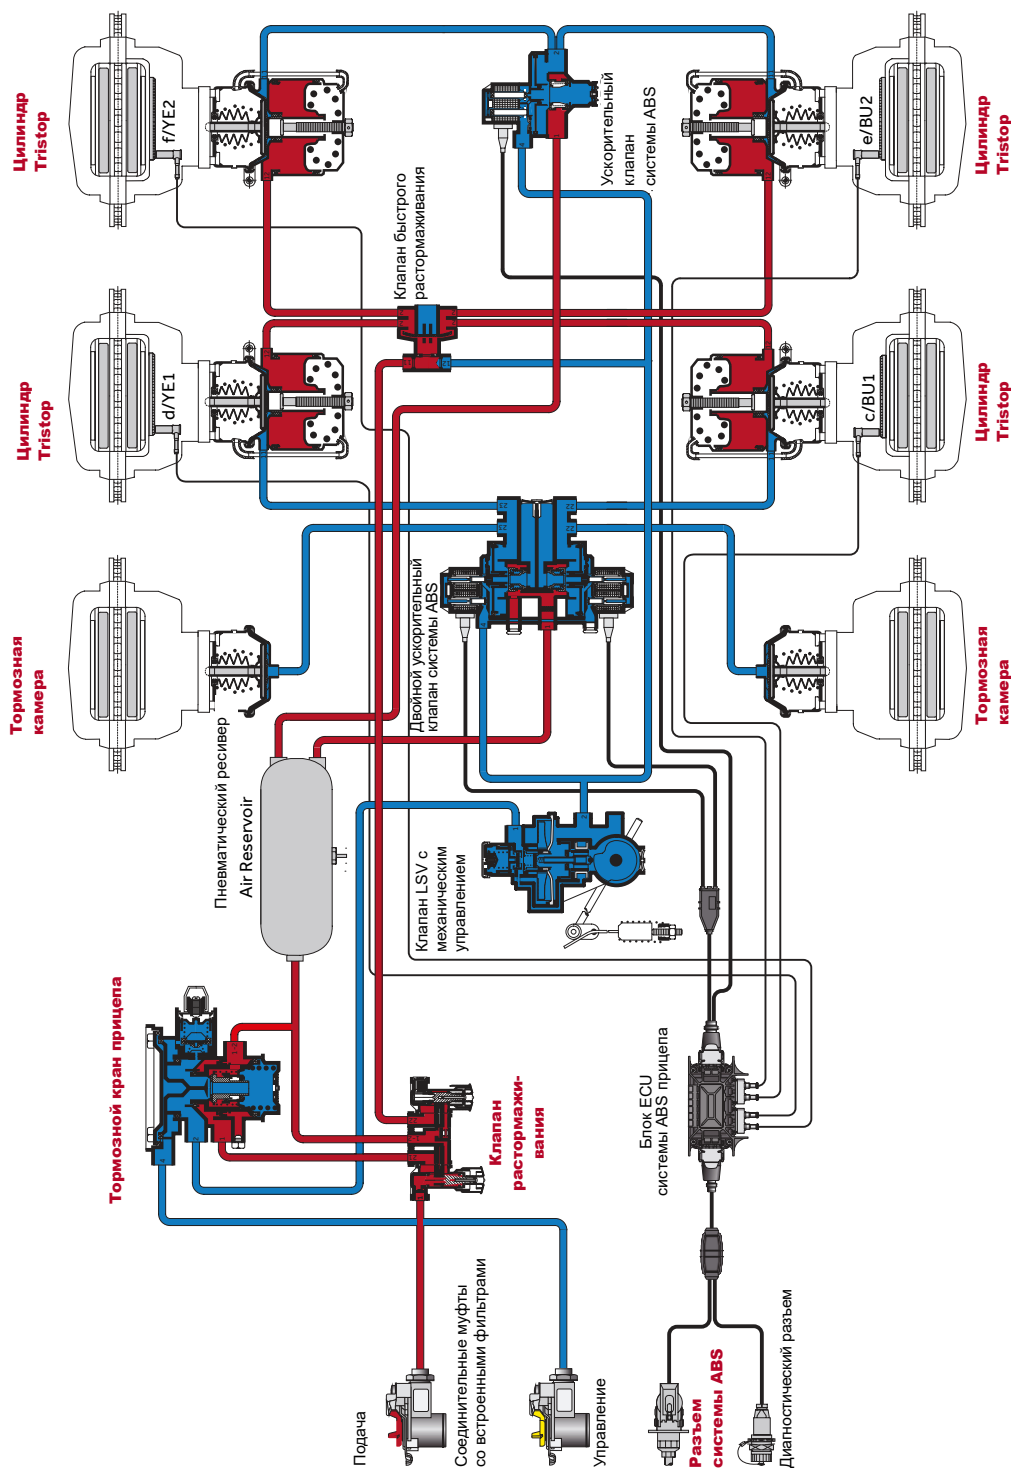 Цилиндр
Tristop
Цилиндр
Tristop
Тормозная
камера
f/YE2
d/YE1
Клапан быстрого
растормаживания
Ускорительный
клапан
системы ABS
e/BU2
c/BU1
Цилиндр
Tristop
Цилиндр
Tristop
Тормозная
камера
Двойной ускорительный
клапан системы ABS
Пневматический ресивер
Air Reservoir
Клапан LSV с
механическим
управлением
Тормозной кран прицепа
Клапан
растормажи-
вания
Блок ECU
системы ABS прицепа
Подача
Соединительные муфты
со встроенными фильтрами
Управление
Разъем
системы ABS
Диагностический разъем